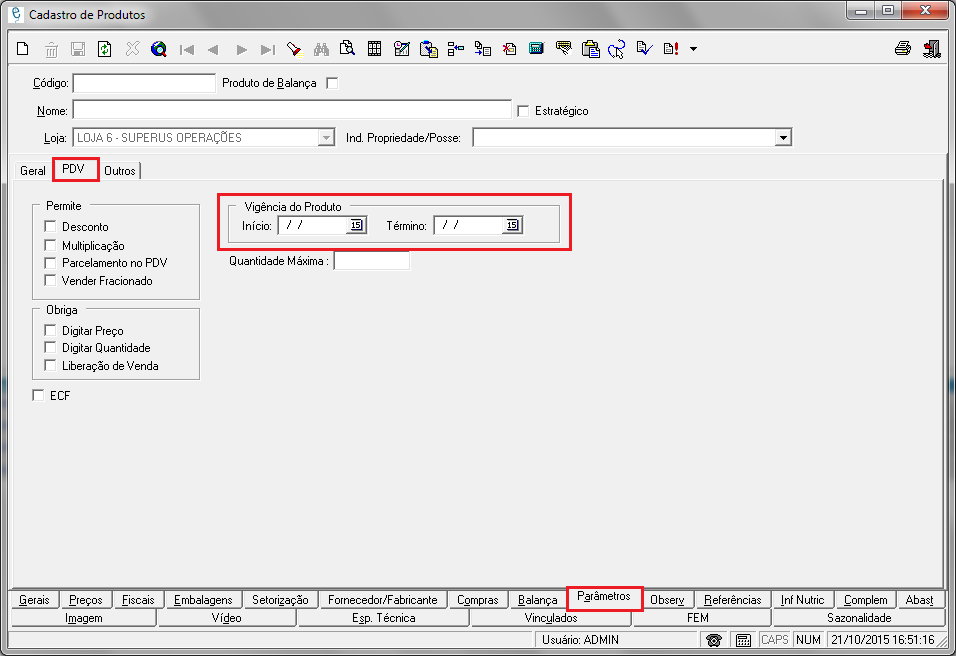 Cadastro de Produtos
Código: Produto de Balança
Nome: Estratégico
Loja: LOJA 6 - SUPERUS OPERAÇÕES Ind. Propriedade/Posse:
Geral PDV Outros
Permite
Desconto
Multiplicação
Parcelamento no PDV
Vender Fracionado
Vigência do Produto
Início: / / 15 Término: / / 15
Quantidade Máxima :
Obriga
Digitar Preço
Digitar Quantidade
Liberação de Venda
ECF
Gerais Preços Fiscais Embalagens Setorização Fornecedor/Fabricante Compras Balança Parâmetros Observ Referências Inf Nutric Complem Abast
Imagem Vídeo Esp. Técnica Vinculados FEM Sazonalidade
Usuário: ADMIN CAPS NUM 21/10/2015 16:51:16